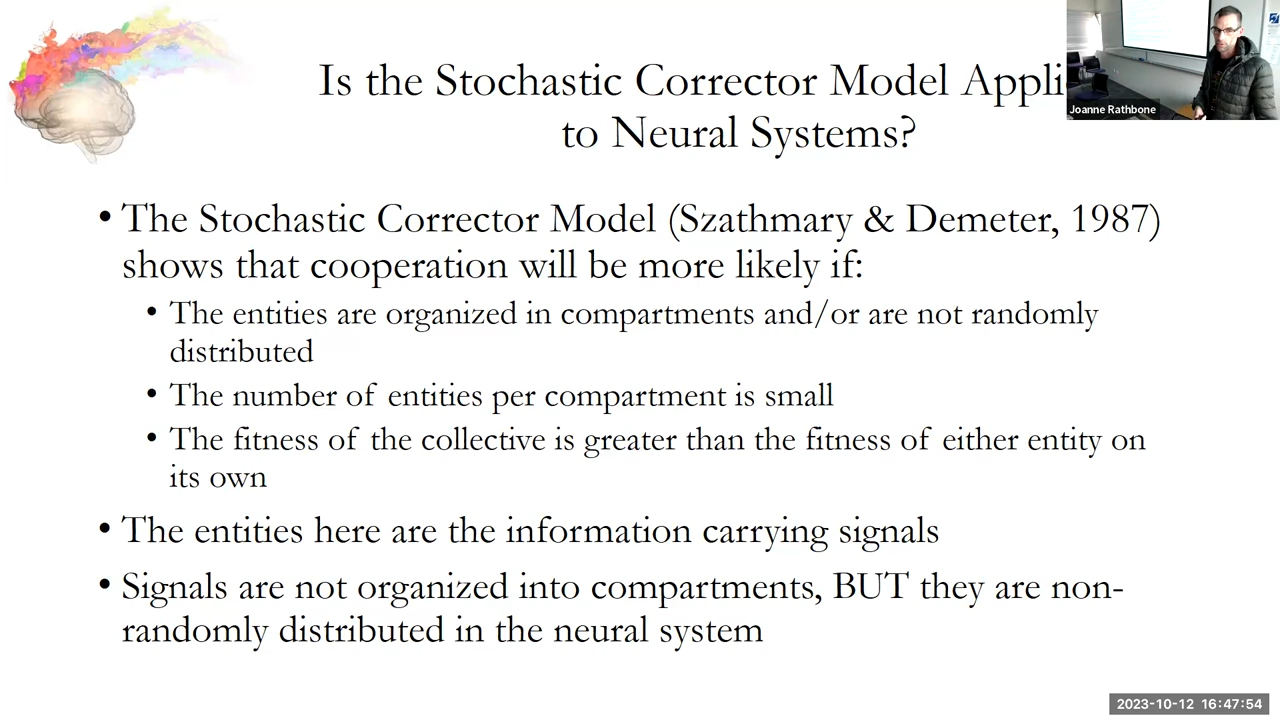 Is the Stochastic Corrector Model Appli
to Neural Systems?
Joanne Rathbone
• The Stochastic Corrector Model (Szathmary & Demeter, 1987)
shows that cooperation will be more likely if:
• The entities are organized in compartments and/or are not randomly
distributed
• The number of entities per compartment is small
• The fitness of the collective is greater than the fitness of either entity on
its own
• The entities here are the information carrying signals
• Signals are not organized into compartments, BUT they are non-
randomly distributed in the neural system
2023-10-12 16:47:54